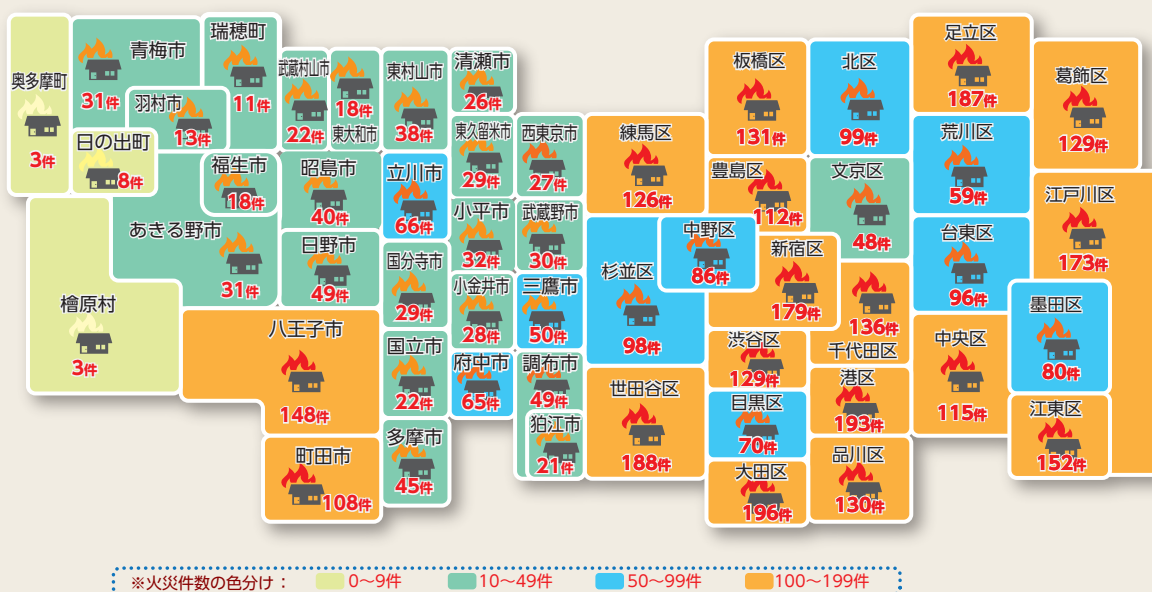 奥多摩町
3件
青梅市
31件
瑞穂町
11件
羽村市
13件
日の出町
8件
武蔵村山市
22件
18件
東大和市
東村山市
38件
清瀬市
26件
福生市
18件
昭島市
40件
立川市
66件
東久留米市
29件
西東京市
27件
あきる野市
31件
日野市
49件
国分寺市
29件
小平市
32件
武蔵野市
30件
小金井市
28件
三鷹市
50件
檜原村
3件
八王子市
148件
国立市
22件
府中市
65件
調布市
49件
狛江市
21件
町田市
108件
多摩市
45件
練馬区
126件
板橋区
131件
北区
99件
足立区
187件
葛飾区
129件
豊島区
112件
文京区
48件
荒川区
59件
江戸川区
173件
杉並区
98件
中野区
86件
新宿区
179件
136件
千代田区
台東区
96件
墨田区
80件
渋谷区
129件
中央区
115件
世田谷区
188件
目黒区
70件
港区
193件
江東区
152件
大田区
196件
品川区
130件
※火災件数の色分け： 0～9件 10～49件 50～99件 100～199件